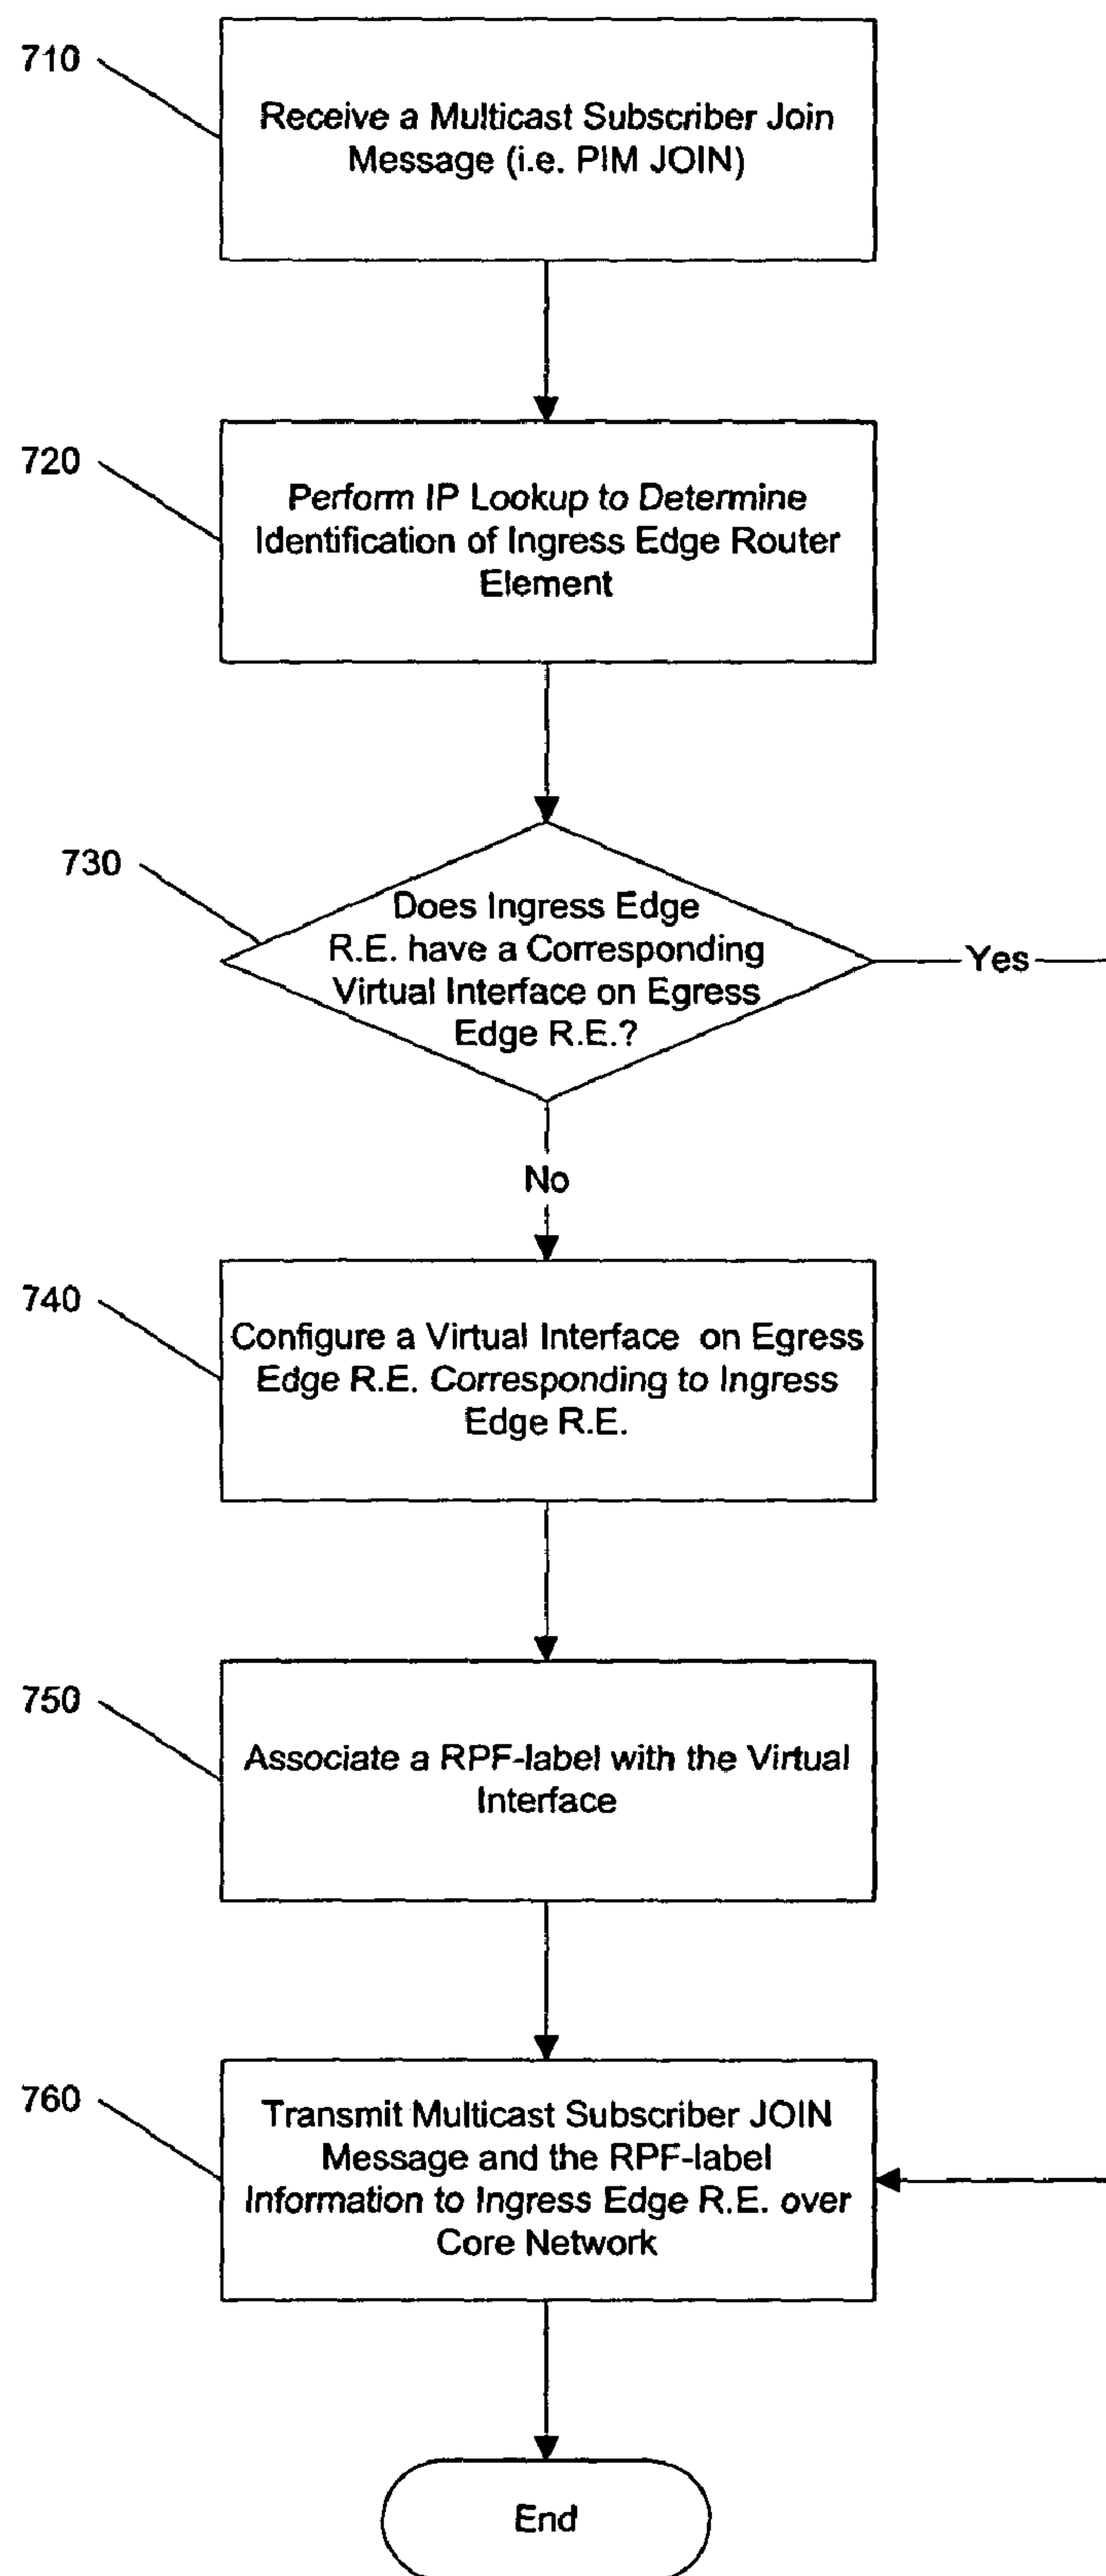 710
Receive a Multicast Subscriber Join
Message (i.e. PIM JOIN)
720
Perform IP Lookup to Determine
Identification of Ingress Edge Router
Element
730
Does Ingress Edge
R.E. have a Corresponding
Virtual Interface on Egress
Edge R.E.?
Yes
No
740
Configure a Virtual Interface on Egress
Edge R.E. Corresponding to Ingress
Edge R.E.
750
Associate a RPF-label with the Virtual
Interface
760
Transmit Multicast Subscriber JOIN
Message and the RPF-label
Information to Ingress Edge R.E. over
Core Network
End